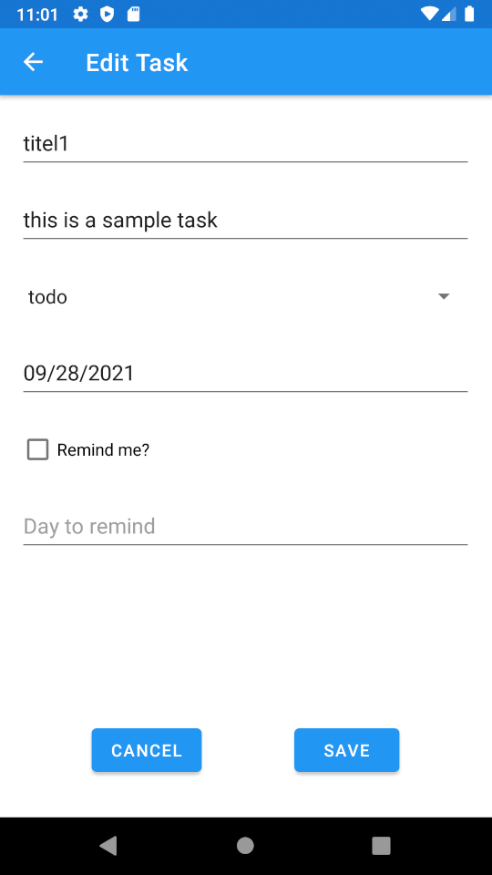 11:01
Edit Task
titel1
this is a sample task
todo
09/28/2021
Remind me?
Day to remind
CANCEL SAVE